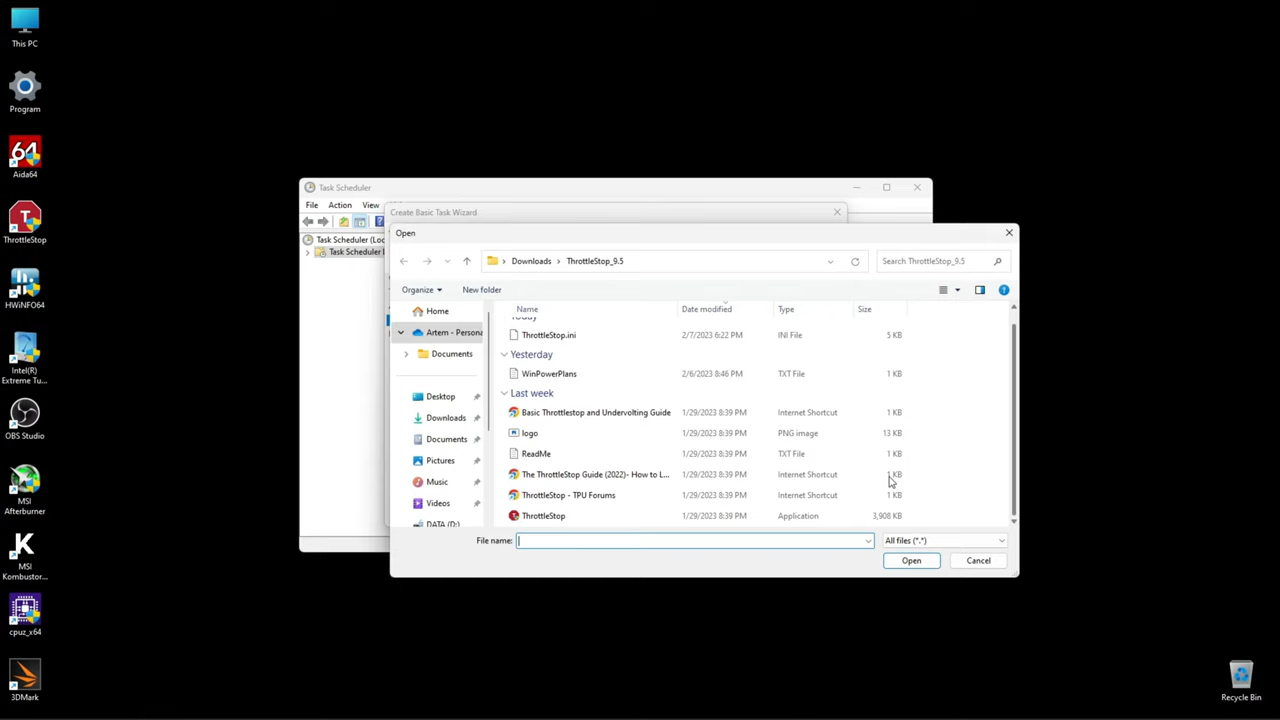 This PC
Program
64
Aida64
ThrottleStop
HWiNFO64
Intel(R)
Extreme Tu...
OBS Studio
MSI
Afterburner
MSI
Kombustor...
cpuz_x64
3DMark
Recycle Bin
Task Scheduler
File Action View
Task Scheduler (Loc
Task Scheduler
Create Basic Task Wizard
Open
Downloads > ThrottleStop_9.5
Search ThrottleStop_9.5
Organize New folder
Home
Artem - Persona
Documents
Desktop
Downloads
Documents
Pictures
Music
Videos
DATA (D:)
Name Date modified Type Size
Today
ThrottleStop.ini 2/7/2023 6:22 PM INI File 5 KB
Yesterday
WinPowerPlans 2/6/2023 8:46 PM TXT File 1 KB
Last week
Basic Throttlestop and Undervolting Guide 1/29/2023 8:39 PM Internet Shortcut 1 KB
logo 1/29/2023 8:39 PM PNG image 13 KB
ReadMe 1/29/2023 8:39 PM TXT File 1 KB
The ThrottleStop Guide (2022)- How to L... 1/29/2023 8:39 PM Internet Shortcut 1 KB
ThrottleStop - TPU Forums 1/29/2023 8:39 PM Internet Shortcut 1 KB
ThrottleStop 1/29/2023 8:39 PM Application 3,908 KB
File name: All files (*.*)
Open Cancel